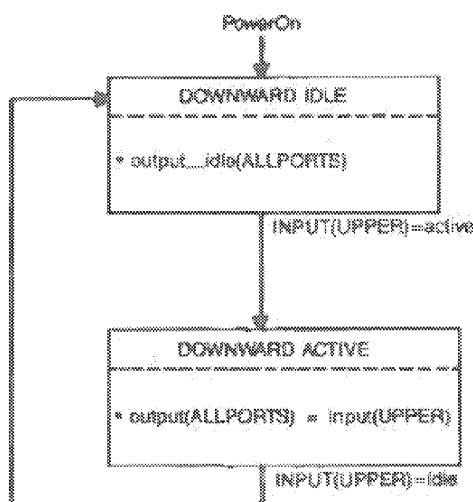 PowerOn
DOWNWARD IDLE
* output_idle(ALLPORTS)
INPUT(UPPER)=active
DOWNWARD ACTIVE
* output(ALLPORTS) = input(UPPER)
INPUT(UPPER)=idle